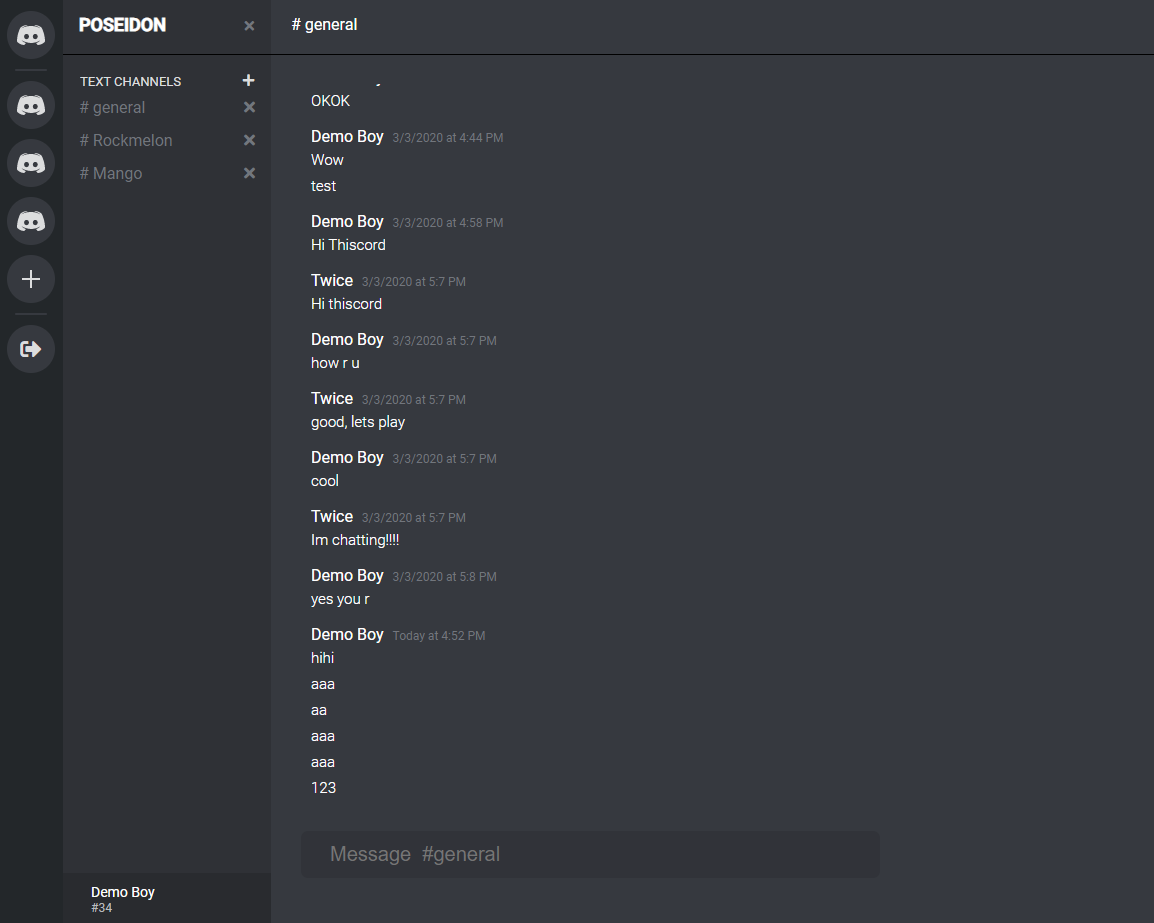 POSEIDON
# general
TEXT CHANNELS
# general
# Rockmelon
# Mango
OKOK
Demo Boy 3/3/2020 at 4:44 PM
Wow
test
Demo Boy 3/3/2020 at 4:58 PM
Hi Thiscord
Twice 3/3/2020 at 5:7 PM
Hi thiscord
Demo Boy 3/3/2020 at 5:7 PM
how r u
Twice 3/3/2020 at 5:7 PM
good, lets play
Demo Boy 3/3/2020 at 5:7 PM
cool
Twice 3/3/2020 at 5:7 PM
Im chatting!!!!
Demo Boy 3/3/2020 at 5:8 PM
yes you r
Demo Boy Today at 4:52 PM
hihi
aaa
aa
aaa
aaa
123
Message #general
Demo Boy
#34